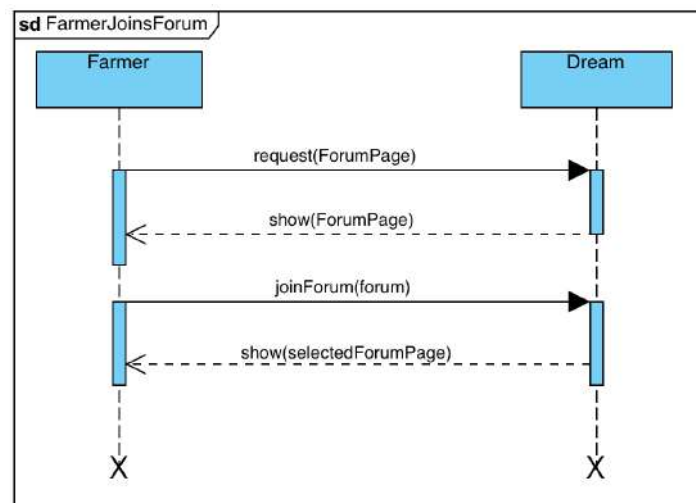 sd FarmerJoinsForum
Farmer
Dream
request(ForumPage)
show(ForumPage)
joinForum(forum)
show(selectedForumPage)